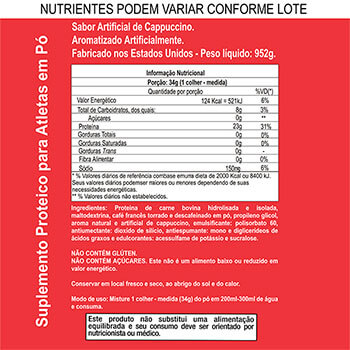 NUTRIENTES PODEM VARIAR CONFORME LOTE
Suplemento Proteico para Atletas em Pó
Sabor Artificial de Cappuccino.
Aromatizado Artificialmente.
Fabricado nos Estados Unidos - Peso líquido: 952g.
Informação Nutricional
Porção: 34g (1 colher - medida)
Quantidade por porção %VD(*)
Valor Energético 124 Kcal = 521kJ 6%
Total de Carboidratos, dos quais: 8g 3%
Açúcares 0g **
Proteína 23g 31%
Gorduras Totais 0g 0%
Gorduras Saturadas 0g 0%
Gorduras Trans 0g **
Fibra Alimentar 0g 0%
Sódio 150mg 6%
* % Valores diários de referência com base em uma dieta de 2000 Kcal ou 8400 kJ.
Seus valores diários podem ser maiores ou menores dependendo de suas
necessidades energéticas.
** % Valores diários não estabelecidos.
Ingredientes: Proteína de carne bovina hidrolisada e isolada,
maltodextrina, café francês torrado e descafeinado em pó, propileno glicol,
aroma natural e artificial de cappuccino, emulsificante: polisorbato 60,
antiumectante: dióxido de silício, antiespumante: mono e diglicerídeos de
ácidos graxos e edulcorantes: acessulfame de potássio e sucralose.
NÃO CONTÉM GLÚTEN.
NÃO CONTÉM AÇÚCARES. Este não é um alimento baixo ou reduzido em
valor energético.
Conservar em local fresco e seco, ao abrigo do sol e do calor.
Modo de uso: Misture 1 colher - medida (34g) do pó em 200ml-300ml de água
e consuma.
Este produto não substitui uma alimentação
equilibrada e seu consumo deve ser orientado por
nutricionista ou médico.